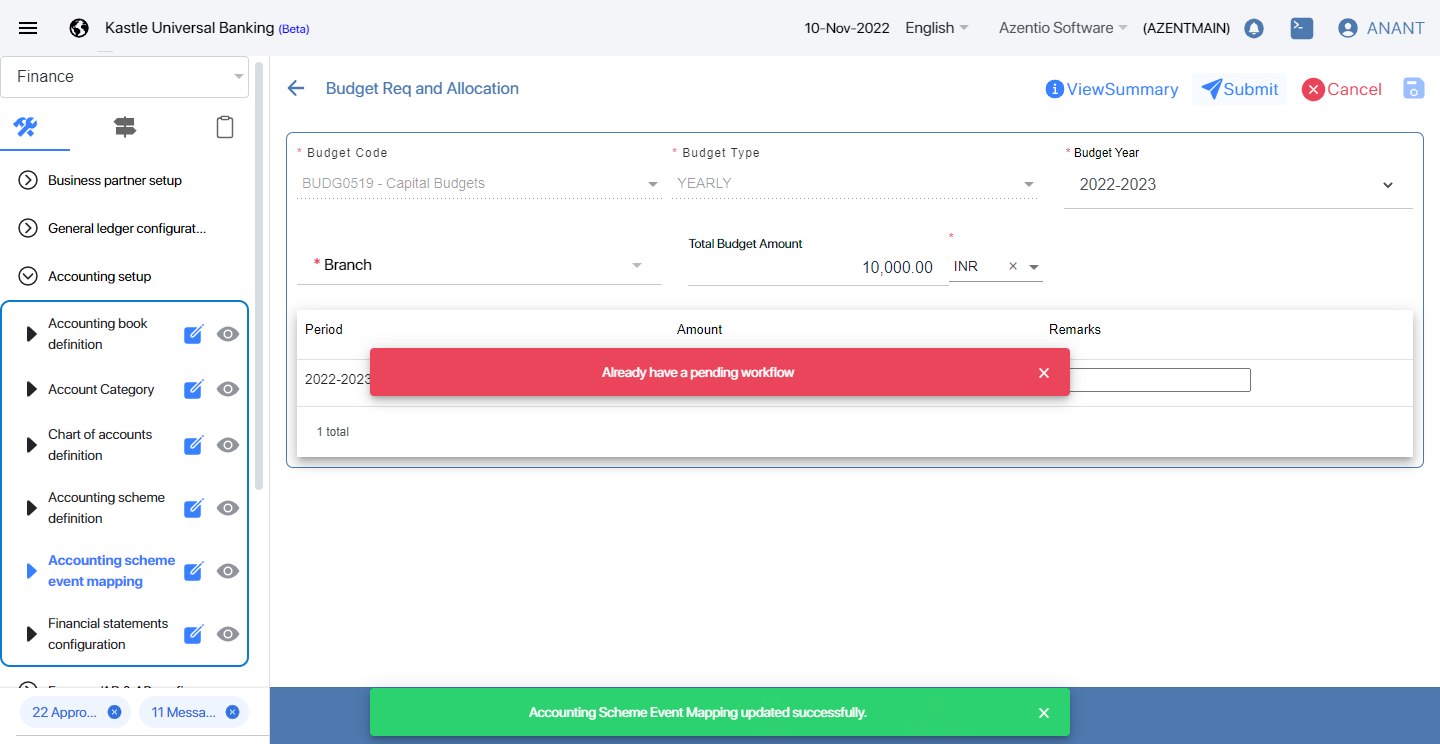 Kastle Universal Banking (Beta)
10-Nov-2022
English
Azentio Software
(AZENTMAIN)
ANANT
Finance
Budget Req and Allocation
ViewSummary
Submit
Cancel
Business partner setup
General ledger configurat...
Accounting setup
Accounting book
definition
Account Category
Chart of accounts
definition
Accounting scheme
definition
Accounting scheme
event mapping
Financial statements
configuration
22 Appro...
11 Messa...
* Budget Code
BUDG0519 - Capital Budgets
* Budget Type
YEARLY
* Budget Year
2022-2023
* Branch
Total Budget Amount
10,000.00
*
INR
Period
Amount
Remarks
2022-2023
Already have a pending workflow
1 total
Accounting Scheme Event Mapping updated successfully.